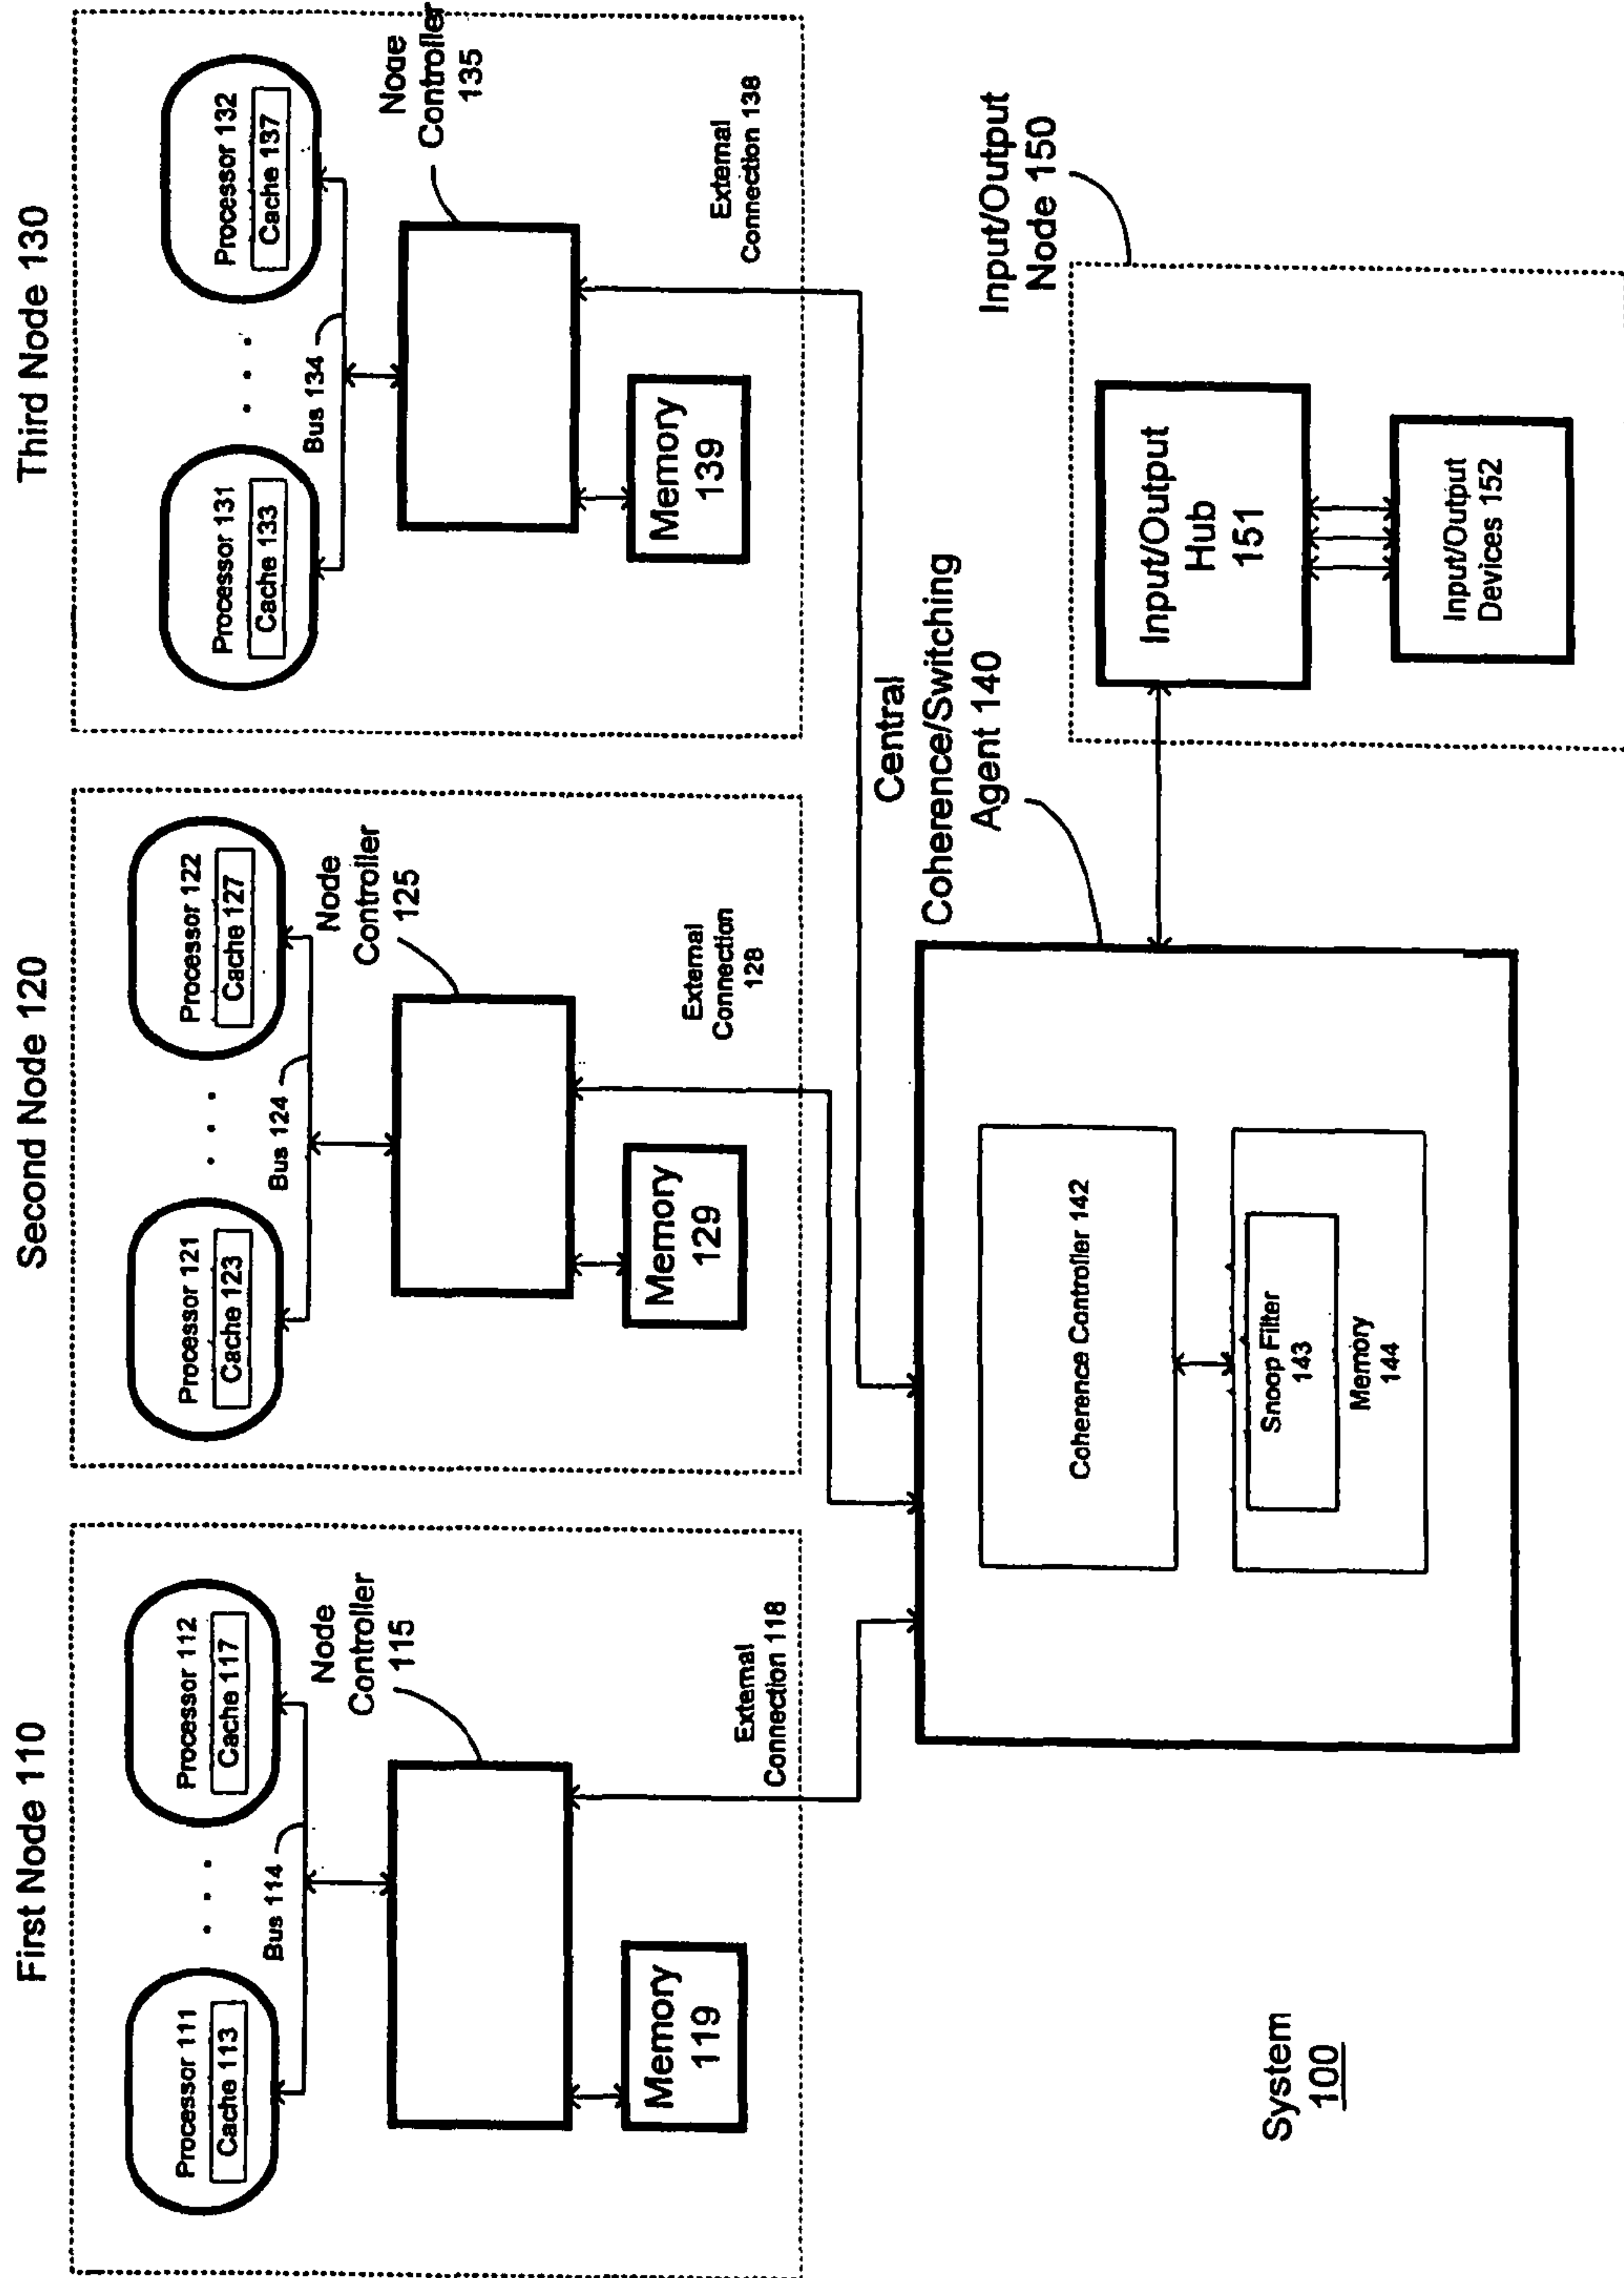 First Node 110
Processor 111
Cache 113
Processor 112
Cache 117
Bus 114
Node
Controller
115
Memory
119
External
Connection 118
Second Node 120
Processor 121
Cache 123
Processor 122
Cache 127
Bus 124
Node
Controller
125
Memory
129
External
Connection
128
Third Node 130
Processor 131
Cache 133
Processor 132
Cache 137
Bus 134
Node
Controller
135
Memory
139
External
Connection 138
Central
Coherence/Switching
Agent 140
Coherence Controller 142
Snoop Filter
143
Memory
144
Input/Output
Node 150
Input/Output
Hub
151
Input/Output
Devices 152
System
100